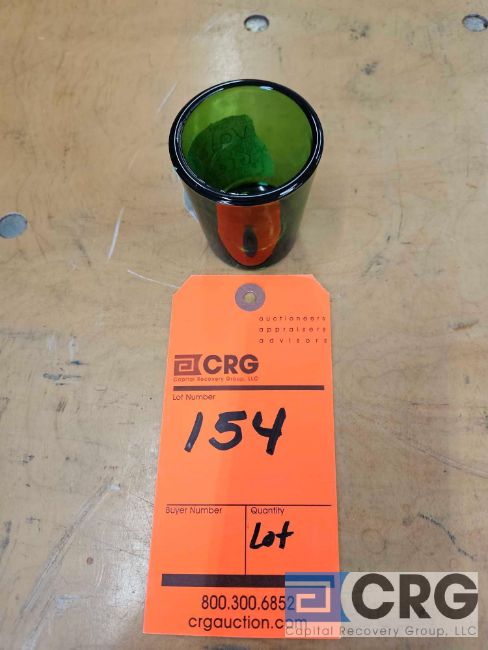 auctioneers
appraisers
advisors
CRG
Capital Recovery Group, LLC
Lot Number
154
Buyer Number
Quantity
Lot
800.300.6852
crgauction.com
CRG
Capital Recovery Group, LLC